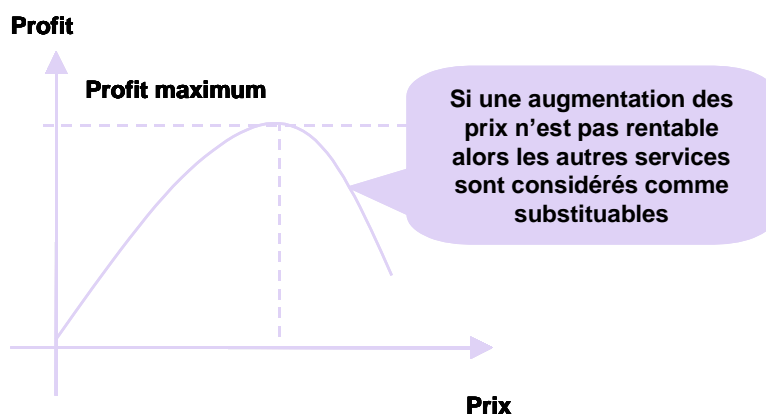 Profit
Profit maximum
Si une augmentation des
prix n’est pas rentable
alors les autres services
sont considérés comme
substituables
Prix